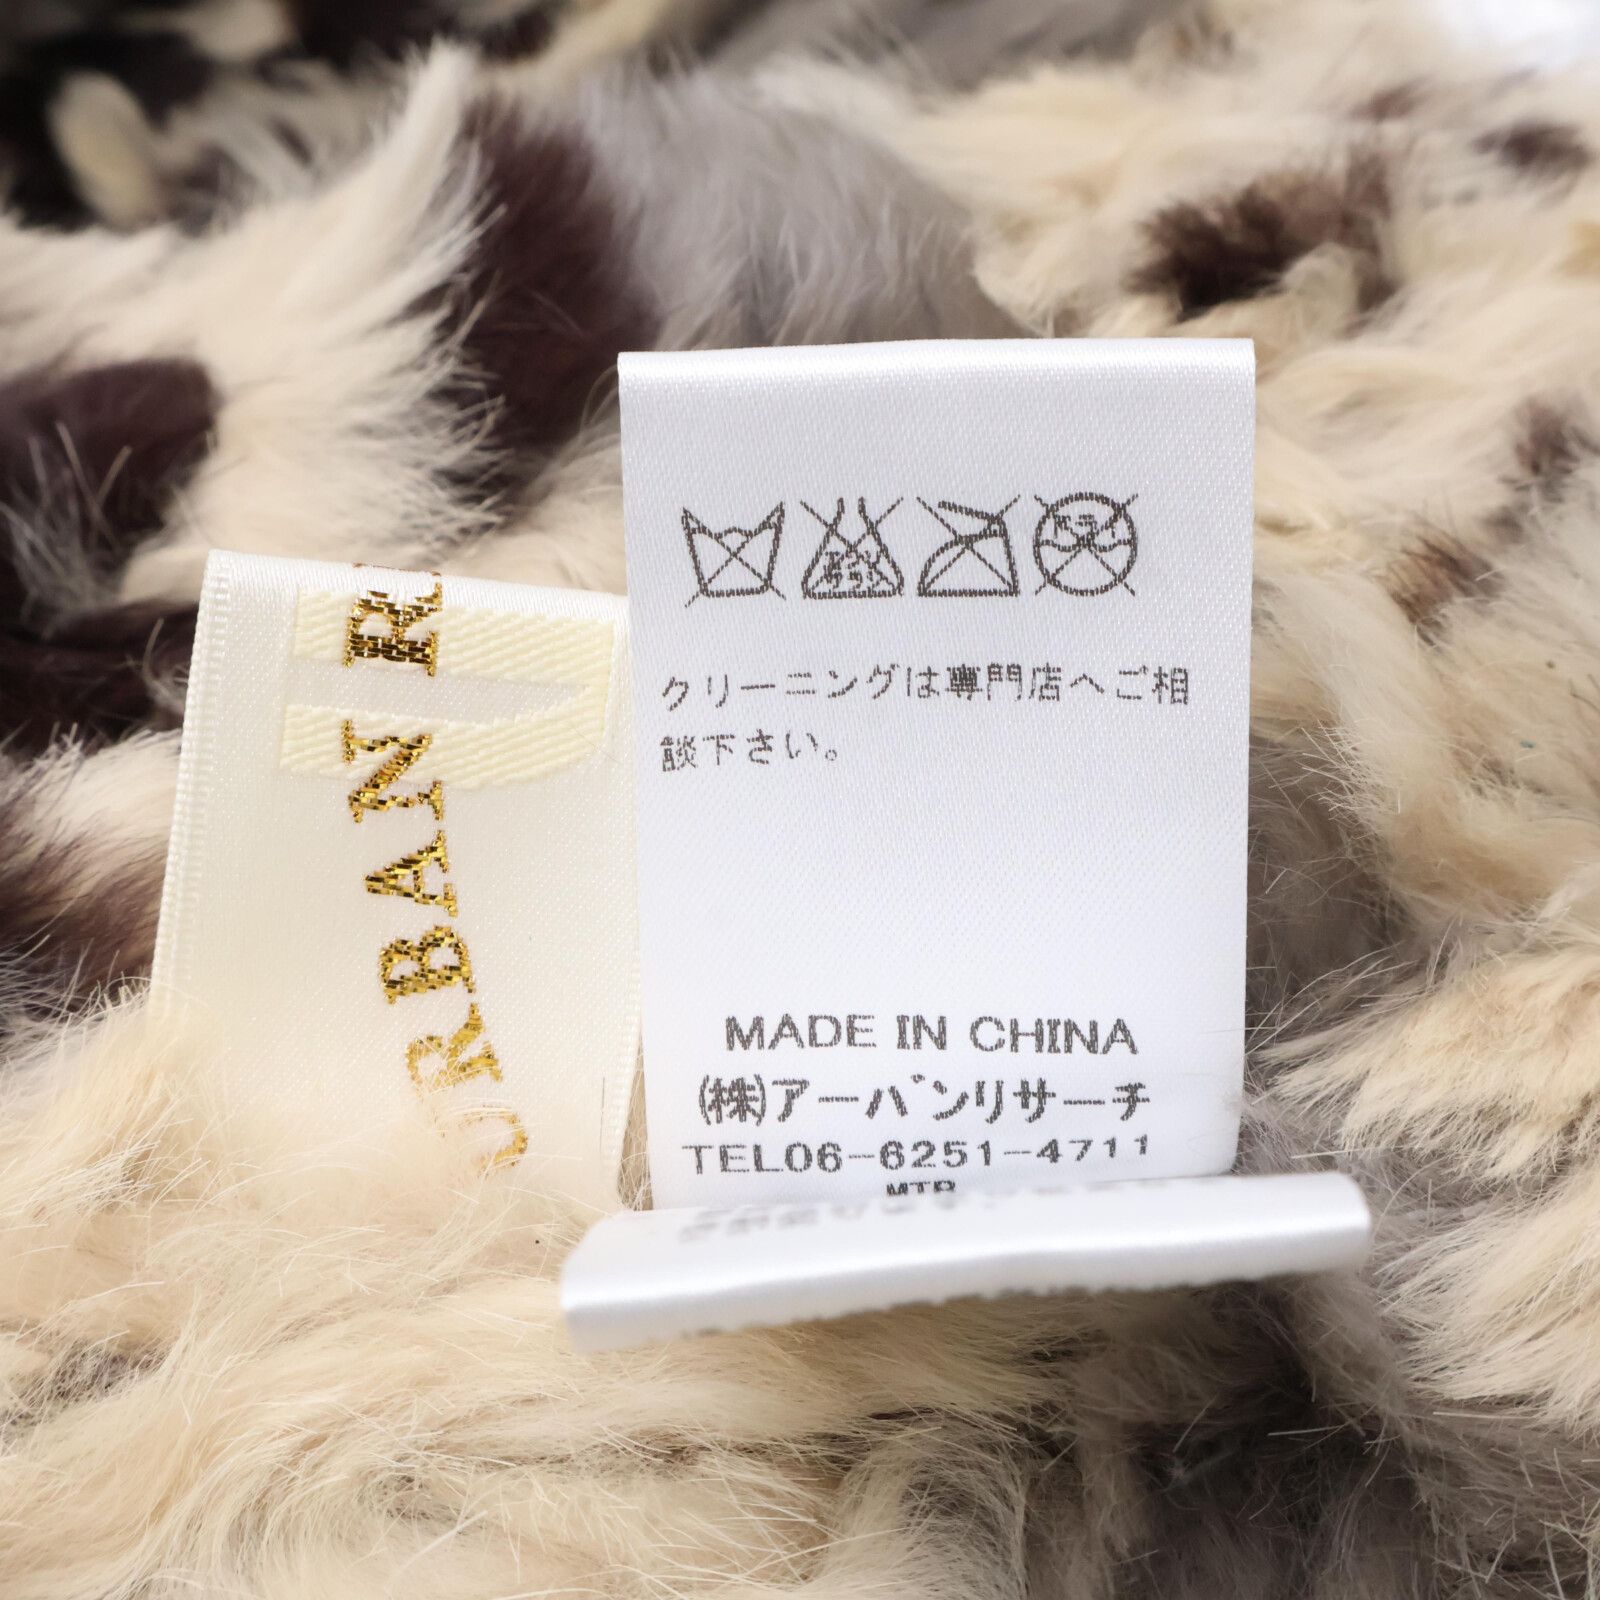 URBAN R
クリーニングは専門店へご相
談下さい。
MADE IN CHINA
(株)アーバンリサーチ
TEL06-6251-4711
MTR